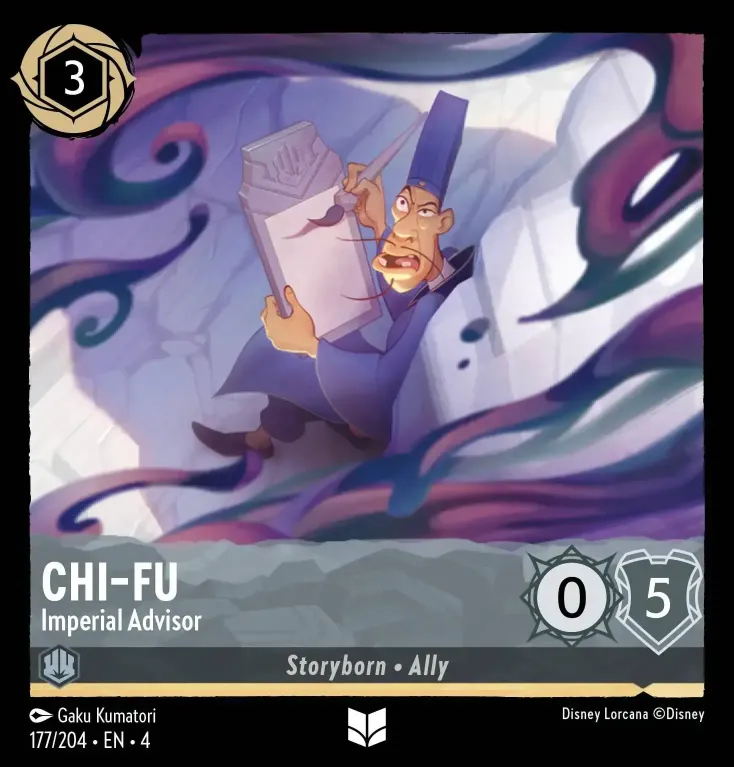 3
CHI-FU
Imperial Advisor
0
5
Storyborn • Ally
Gaku Kumatori
Disney Lorcana ©Disney
177/204 • EN • 4